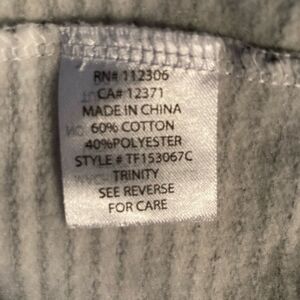 RN# 112306
CA# 12371
MADE IN CHINA
60% COTTON
40%POLYESTER
STYLE # TF153067C
TRINITY
SEE REVERSE
FOR CARE